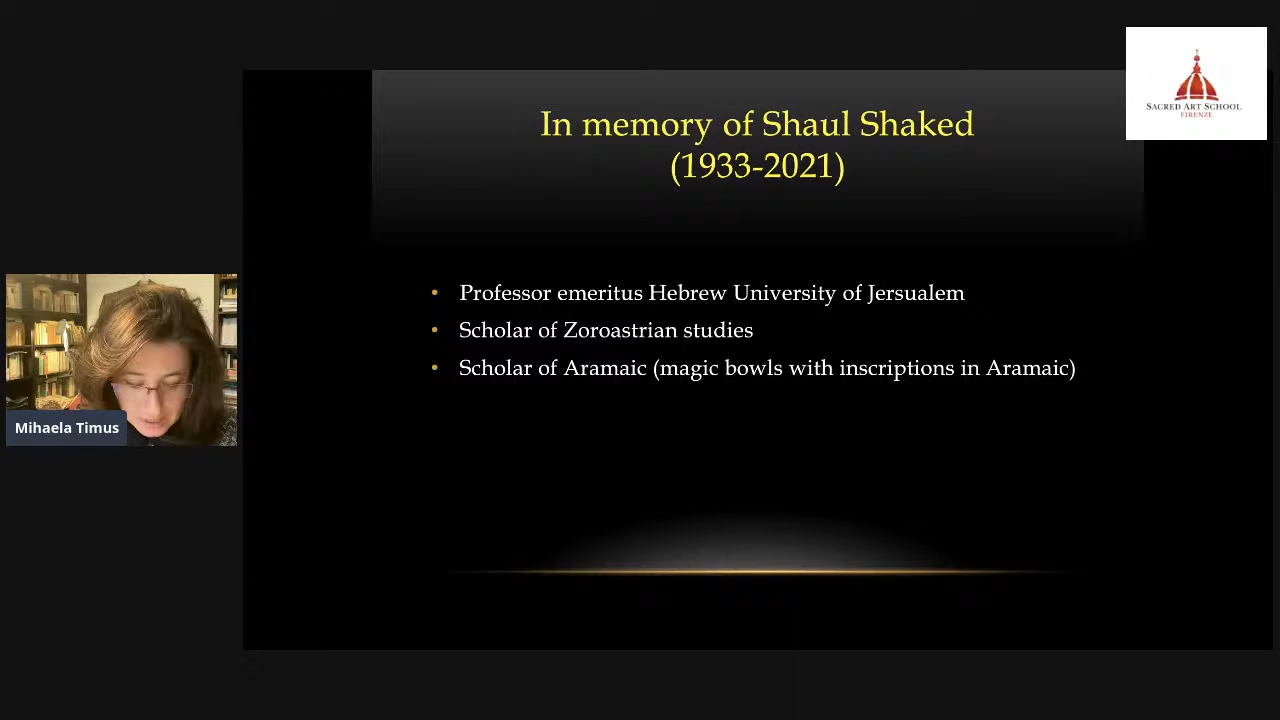 SACRED ART SCHOOL
FIRENZE
In memory of Shaul Shaked
(1933-2021)
• Professor emeritus Hebrew University of Jersualem
• Scholar of Zoroastrian studies
• Scholar of Aramaic (magic bowls with inscriptions in Aramaic)
Mihaela Timus